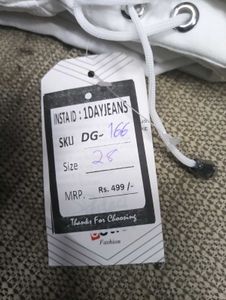 INSTA ID : 1DAYJEANS
SKU DG- 166
Size 28
MRP. Rs. 499 /-
Thanks For Choosing
Fashion